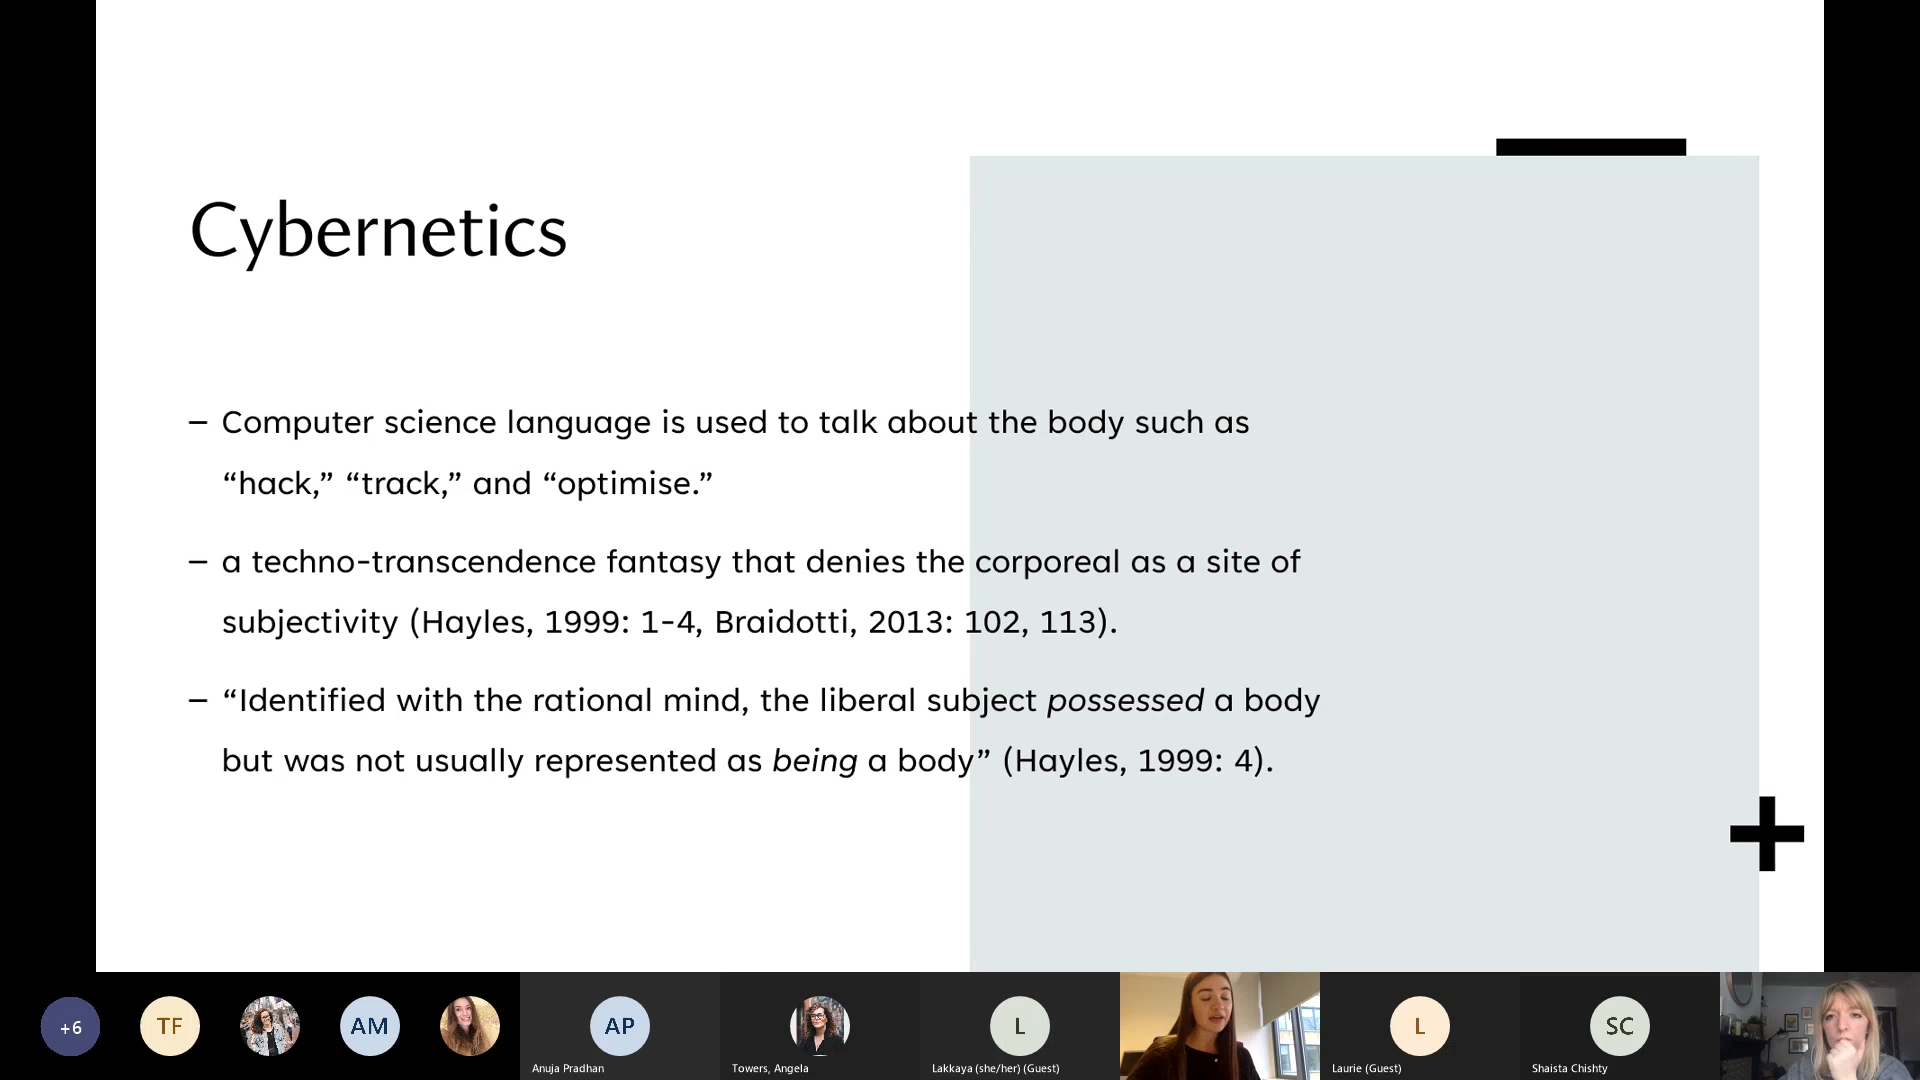 Cybernetics
– Computer science language is used to talk about the body such as
“hack,” “track,” and “optimise.”
– a techno-transcendence fantasy that denies the corporeal as a site of
subjectivity (Hayles, 1999: 1-4, Braidotti, 2013: 102, 113).
– “Identified with the rational mind, the liberal subject possessed a body
but was not usually represented as being a body” (Hayles, 1999: 4).
+6
TF
AM
AP
Anuja Pradhan
Towers, Angela
L
Lakkaya (she/her) (Guest)
L
Laurie (Guest)
SC
Shaista Chishty